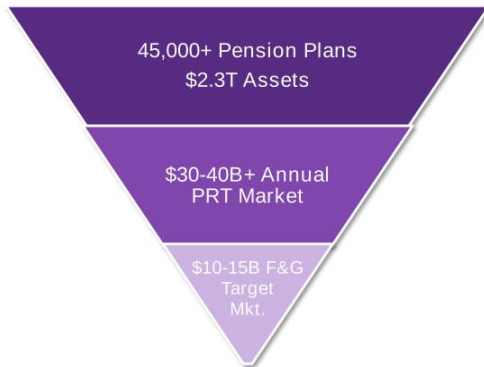 45,000+ Pension Plans
$2.3T Assets
$30-40B+ Annual
PRT Market
$10-15B F&G
Target
Mkt.